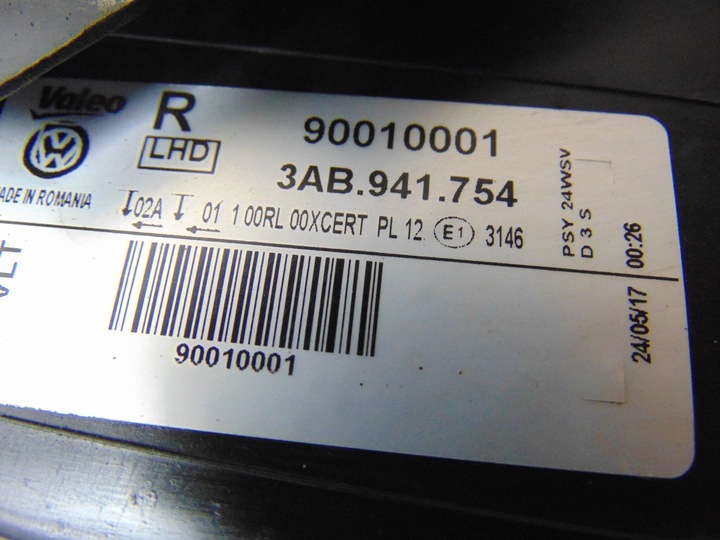 Valeo R 90010001
LHD 3AB.941.754
MADE IN ROMANIA
02A 01 1 00RL 00XCERT PL 12 E1 3146
PSY 24WSV
D3S
24/05/17 00:26
90010001